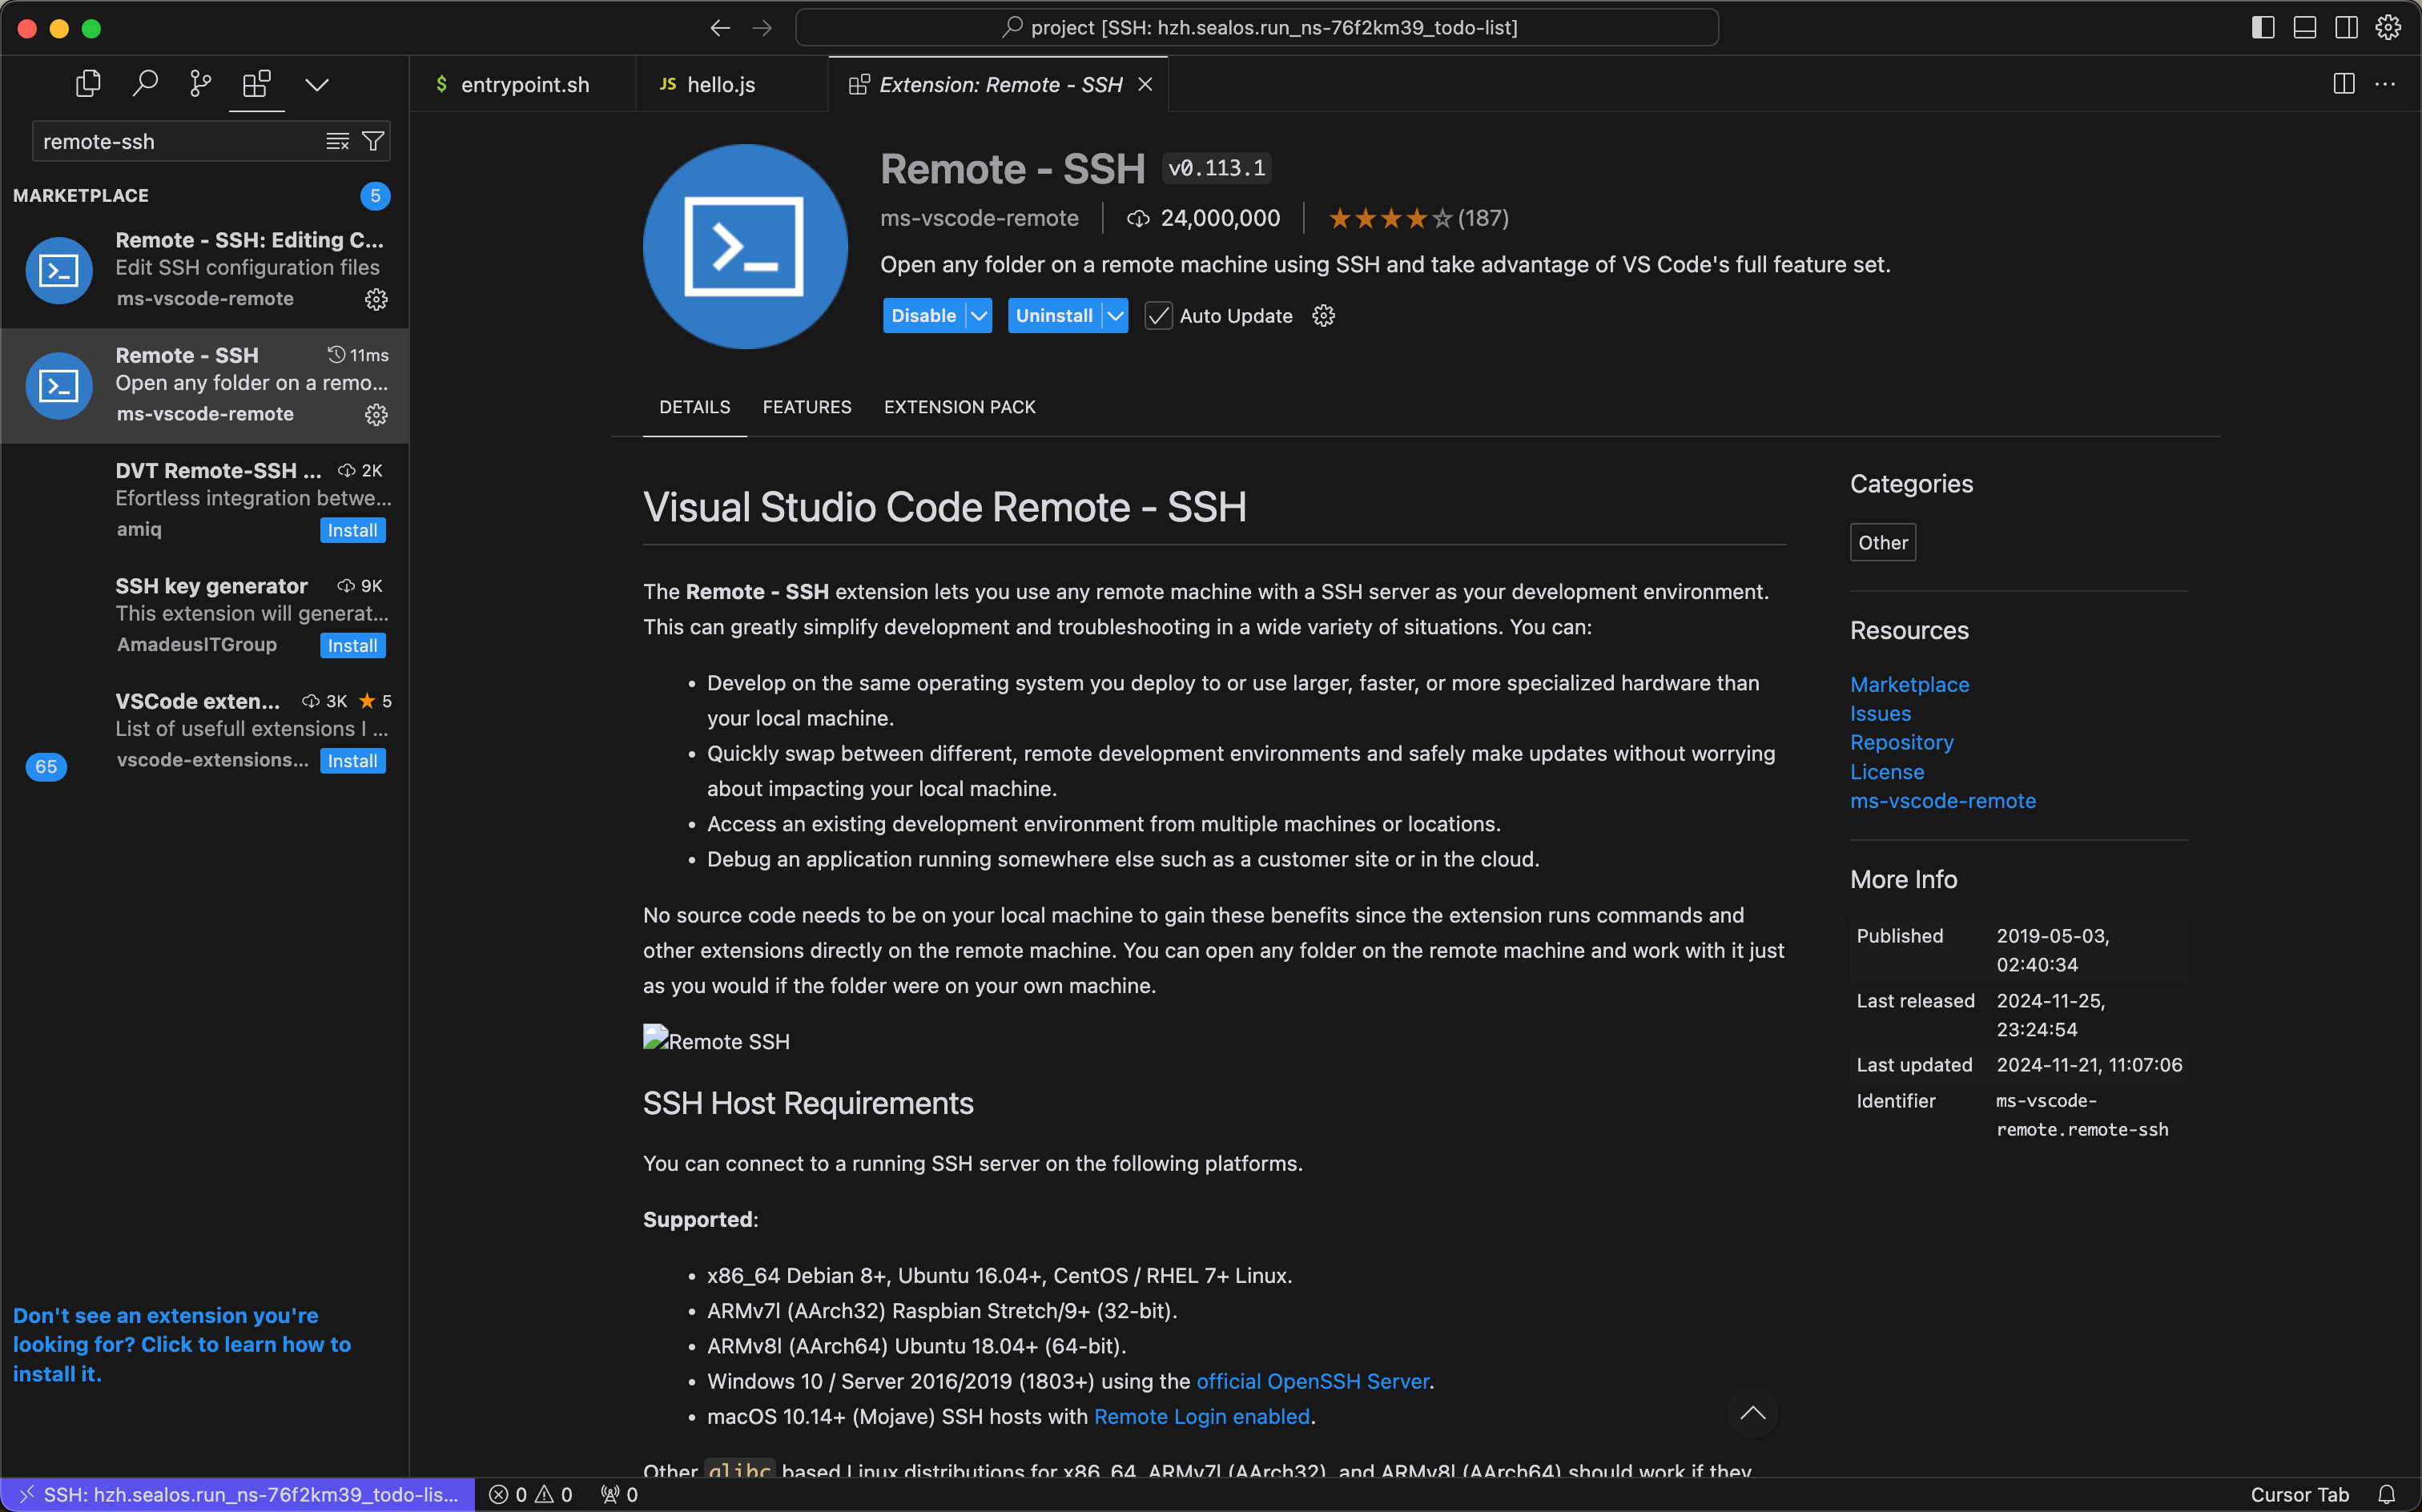 project [SSH: hzh.sealos.run_ns-76f2km39_todo-list]
$ entrypoint.sh
JS hello.js
Extension: Remote - SSH
remote-ssh
MARKETPLACE
5
Remote - SSH: Editing C...
Edit SSH configuration files
ms-vscode-remote
Remote - SSH
11ms
Open any folder on a remo...
ms-vscode-remote
DVT Remote-SSH ...
2K
Efortless integration betwe...
amiq
Install
SSH key generator
9K
This extension will generat...
AmadeusITGroup
Install
VSCode exten...
3K
5
List of usefull extensions I ...
vscode-extensions...
Install
65
Don't see an extension you're
looking for? Click to learn how to
install it.
Remote - SSH
v0.113.1
ms-vscode-remote
24,000,000
(187)
Open any folder on a remote machine using SSH and take advantage of VS Code's full feature set.
Disable
Uninstall
Auto Update
DETAILS
FEATURES
EXTENSION PACK
Visual Studio Code Remote - SSH
The Remote - SSH extension lets you use any remote machine with a SSH server as your development environment.
This can greatly simplify development and troubleshooting in a wide variety of situations. You can:
• Develop on the same operating system you deploy to or use larger, faster, or more specialized hardware than
your local machine.
• Quickly swap between different, remote development environments and safely make updates without worrying
about impacting your local machine.
• Access an existing development environment from multiple machines or locations.
• Debug an application running somewhere else such as a customer site or in the cloud.
No source code needs to be on your local machine to gain these benefits since the extension runs commands and
other extensions directly on the remote machine. You can open any folder on the remote machine and work with it just
as you would if the folder were on your own machine.
Remote SSH
SSH Host Requirements
You can connect to a running SSH server on the following platforms.
Supported:
• x86_64 Debian 8+, Ubuntu 16.04+, CentOS / RHEL 7+ Linux.
• ARMv7l (AArch32) Raspbian Stretch/9+ (32-bit).
• ARMv8l (AArch64) Ubuntu 18.04+ (64-bit).
• Windows 10 / Server 2016/2019 (1803+) using the official OpenSSH Server.
• macOS 10.14+ (Mojave) SSH hosts with Remote Login enabled.
Other glibc based Linux distributions for x86_64, ARMv7l (AArch32), and ARMv8l (AArch64) should work if they
Categories
Other
Resources
Marketplace
Issues
Repository
License
ms-vscode-remote
More Info
Published
2019-05-03,
02:40:34
Last released
2024-11-25,
23:24:54
Last updated
2024-11-21, 11:07:06
Identifier
ms-vscode-
remote.remote-ssh
SSH: hzh.sealos.run_ns-76f2km39_todo-lis...
0
0
0
Cursor Tab